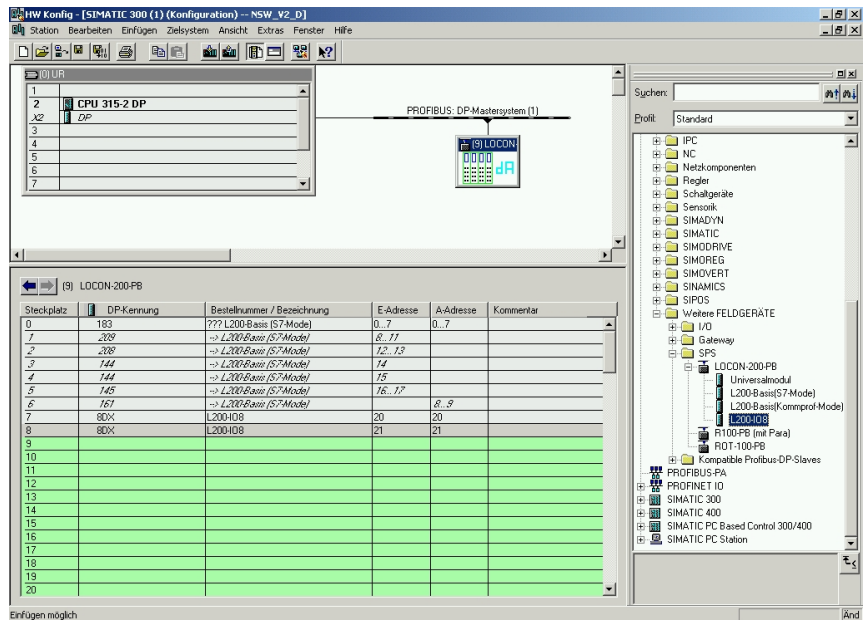 HW Konfig - [SIMATIC 300 (1) (Konfiguration) -- NSW_V2_D]
Station Bearbeiten Einfügen Zielsystem Ansicht Extras Fenster Hilfe
(0) UR
1
2 CPU 315-2 DP
X2 DP
3
4
5
6
7
PROFIBUS: DP-Mastersystem (1)
(9) LOCON-
dA
(9) LOCON-200-PB
Steckplatz DP-Kennung Bestellnummer / Bezeichnung E-Adresse A-Adresse Kommentar
0 183 ??? L200-Basis (S7-Mode) 0...7 0...7
1 209 --> L200-Basis (S7-Mode) 8...11
2 208 --> L200-Basis (S7-Mode) 12...13
3 144 --> L200-Basis (S7-Mode) 14
4 144 --> L200-Basis (S7-Mode) 15
5 145 --> L200-Basis (S7-Mode) 16...17
6 161 --> L200-Basis (S7-Mode) 8...9
7 8DX L200-IO8 20 20
8 8DX L200-IO8 21 21
9
10
11
12
13
14
15
16
17
18
19
20
Suchen:
Profil: Standard
IPC
NC
Netzkomponenten
Regler
Schaltgeräte
Sensorik
SIMADYN
SIMATIC
SIMODRIVE
SIMOREG
SIMOVERT
SINAMICS
SIPOS
Weitere FELDGERÄTE
I/O
Gateway
SPS
LOCON-200-PB
Universalmodul
L200-Basis(S7-Mode)
L200-Basis(Kommprof-Mode)
L200-IO8
R100-PB (mit Para)
ROT-100-PB
Kompatible Profibus-DP-Slaves
PROFIBUS-PA
PROFINET IO
SIMATIC 300
SIMATIC 400
SIMATIC PC Based Control 300/400
SIMATIC PC Station
Einfügen möglich
Änd